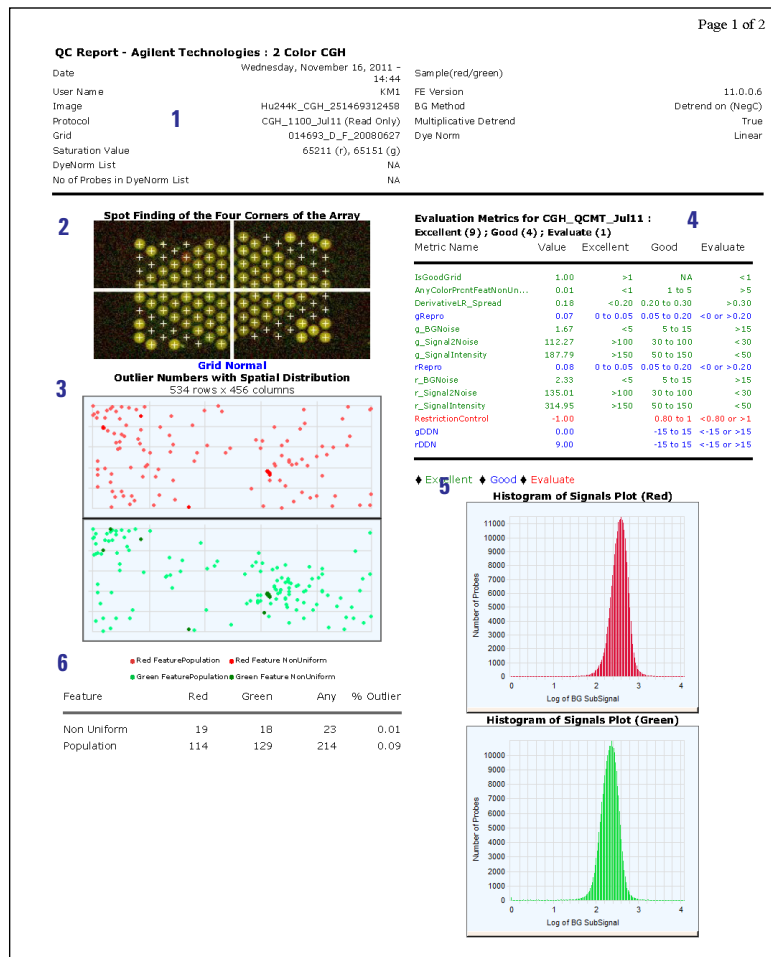 Page 1 of 2
QC Report - Agilent Technologies : 2 Color CGH
Date Wednesday, November 16, 2011 - 14:44
User Name KM1
Image Hu244K_CGH_251469312458
Protocol CGH_1100_Jul11 (Read Only)
Grid 014693_D_F_20080627
Saturation Value 65211 (r), 65151 (g)
DyeNorm List NA
No of Probes in DyeNorm List NA
Sample(red/green)
FE Version 11.0.0.6
BG Method Detrend on (NegC)
Multiplicative Detrend True
Dye Norm Linear
1
2
Spot Finding of the Four Corners of the Array
Grid Normal
3
Outlier Numbers with Spatial Distribution
534 rows x 456 columns
Red FeaturePopulation Red Feature NonUniform
Green FeaturePopulation Green Feature NonUniform
6
Feature Red Green Any % Outlier
Non Uniform 19 18 23 0.01
Population 114 129 214 0.09
4
Evaluation Metrics for CGH_QCMT_Jul11 :
Excellent (9) ; Good (4) ; Evaluate (1)
Metric Name Value Excellent Good Evaluate
IsGoodGrid 1.00 >1 NA <1
AnyColorPrcntFeatNonUn... 0.01 <1 1 to 5 >5
DerivativeLR_Spread 0.18 <0.20 0.20 to 0.30 >0.30
gRepro 0.07 0 to 0.05 0.05 to 0.20 <0 or >0.20
g_BGNoise 1.67 <5 5 to 15 >15
g_Signal2Noise 112.27 >100 30 to 100 <30
g_SignalIntensity 187.79 >150 50 to 150 <50
rRepro 0.08 0 to 0.05 0.05 to 0.20 <0 or >0.20
r_BGNoise 2.33 <5 5 to 15 >15
r_Signal2Noise 135.01 >100 30 to 100 <30
r_SignalIntensity 314.95 >150 50 to 150 <50
RestrictionControl -1.00 0.80 to 1 <0.80 or >1
gDDN 0.00 -15 to 15 <-15 or >15
rDDN 9.00 -15 to 15 <-15 or >15
Excellent Good Evaluate
5
Histogram of Signals Plot (Red)
Number of Probes
11000
10000
9000
8000
7000
6000
5000
4000
3000
2000
1000
0
0 1 2 3 4
Log of BG SubSignal
Histogram of Signals Plot (Green)
Number of Probes
10000
9000
8000
7000
6000
5000
4000
3000
2000
1000
0
0 1 2 3 4
Log of BG SubSignal